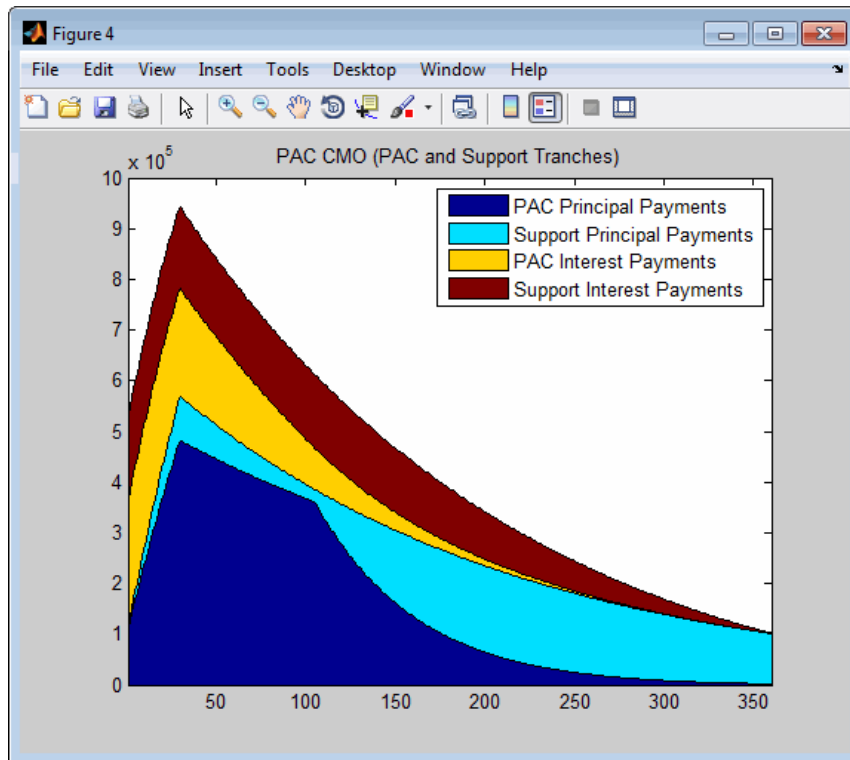 Figure 4
File Edit View Insert Tools Desktop Window Help
x 10^5
PAC CMO (PAC and Support Tranches)
10
9
8
7
6
5
4
3
2
1
0
PAC Principal Payments
Support Principal Payments
PAC Interest Payments
Support Interest Payments
50 100 150 200 250 300 350